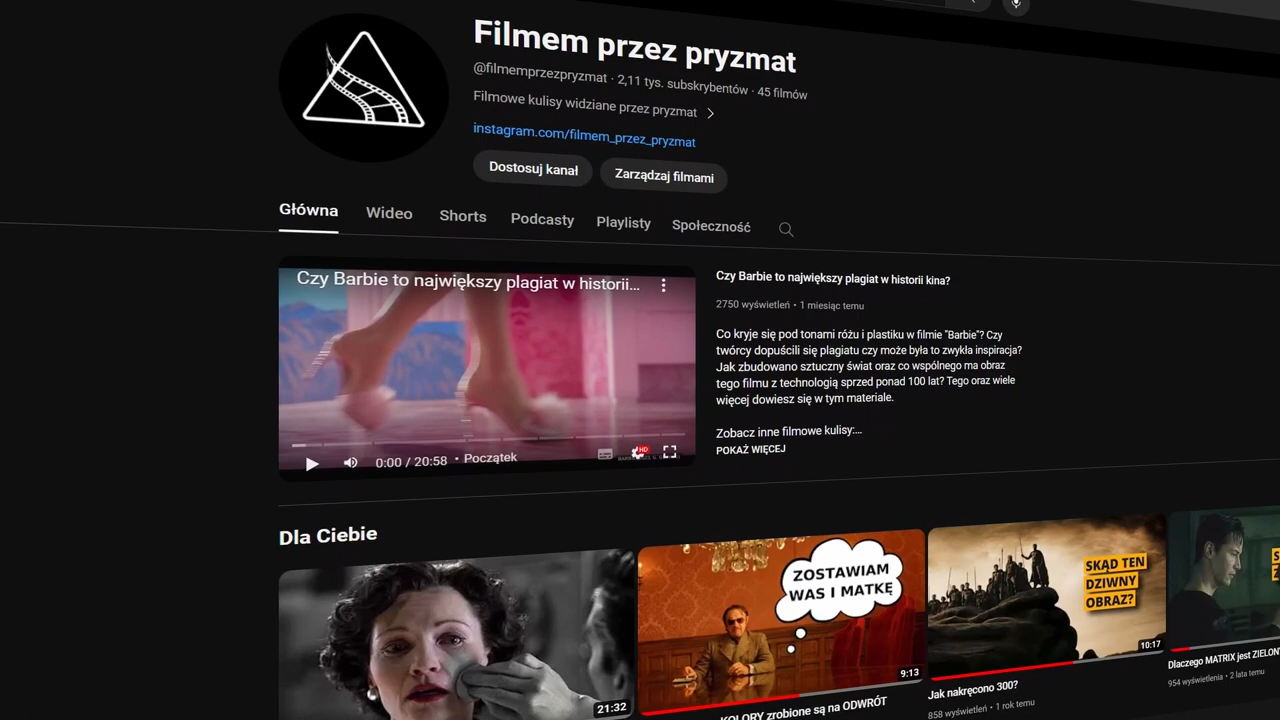 Filmem przez pryzmat
@filmemprzezpryzmat · 2,11 tys. subskrybentów · 45 filmów
Filmowe kulisy widziane przez pryzmat
instagram.com/filmem_przez_pryzmat
Dostosuj kanał Zarządzaj filmami
Główna Wideo Shorts Podcasty Playlisty Społeczność
Czy Barbie to największy plagiat w historii...
0:00 / 20:58 • Początek
HD
Czy Barbie to największy plagiat w historii kina?
2750 wyświetleń • 1 miesiąc temu
Co kryje się pod tonami różu i plastiku w filmie "Barbie"? Czy
twórcy dopuścili się plagiatu czy może była to zwykła inspiracja?
Jak zbudowano sztuczny świat oraz co wspólnego ma obraz
tego filmu z technologią sprzed ponad 100 lat? Tego oraz wiele
więcej dowiesz się w tym materiale.
Zobacz inne filmowe kulisy:...
POKAŻ WIĘCEJ
Dla Ciebie
21:32
ZOSTAWIAM
WAS I MATKĘ
9:13
KOLORY zrobione są na ODWRÓT
SKĄD TEN
DZIWNY
OBRAZ?
10:17
Jak nakręcono 300?
858 wyświetleń • 1 rok temu
Dlaczego MATRIX jest ZIELON
954 wyświetlenia • 2 lata temu